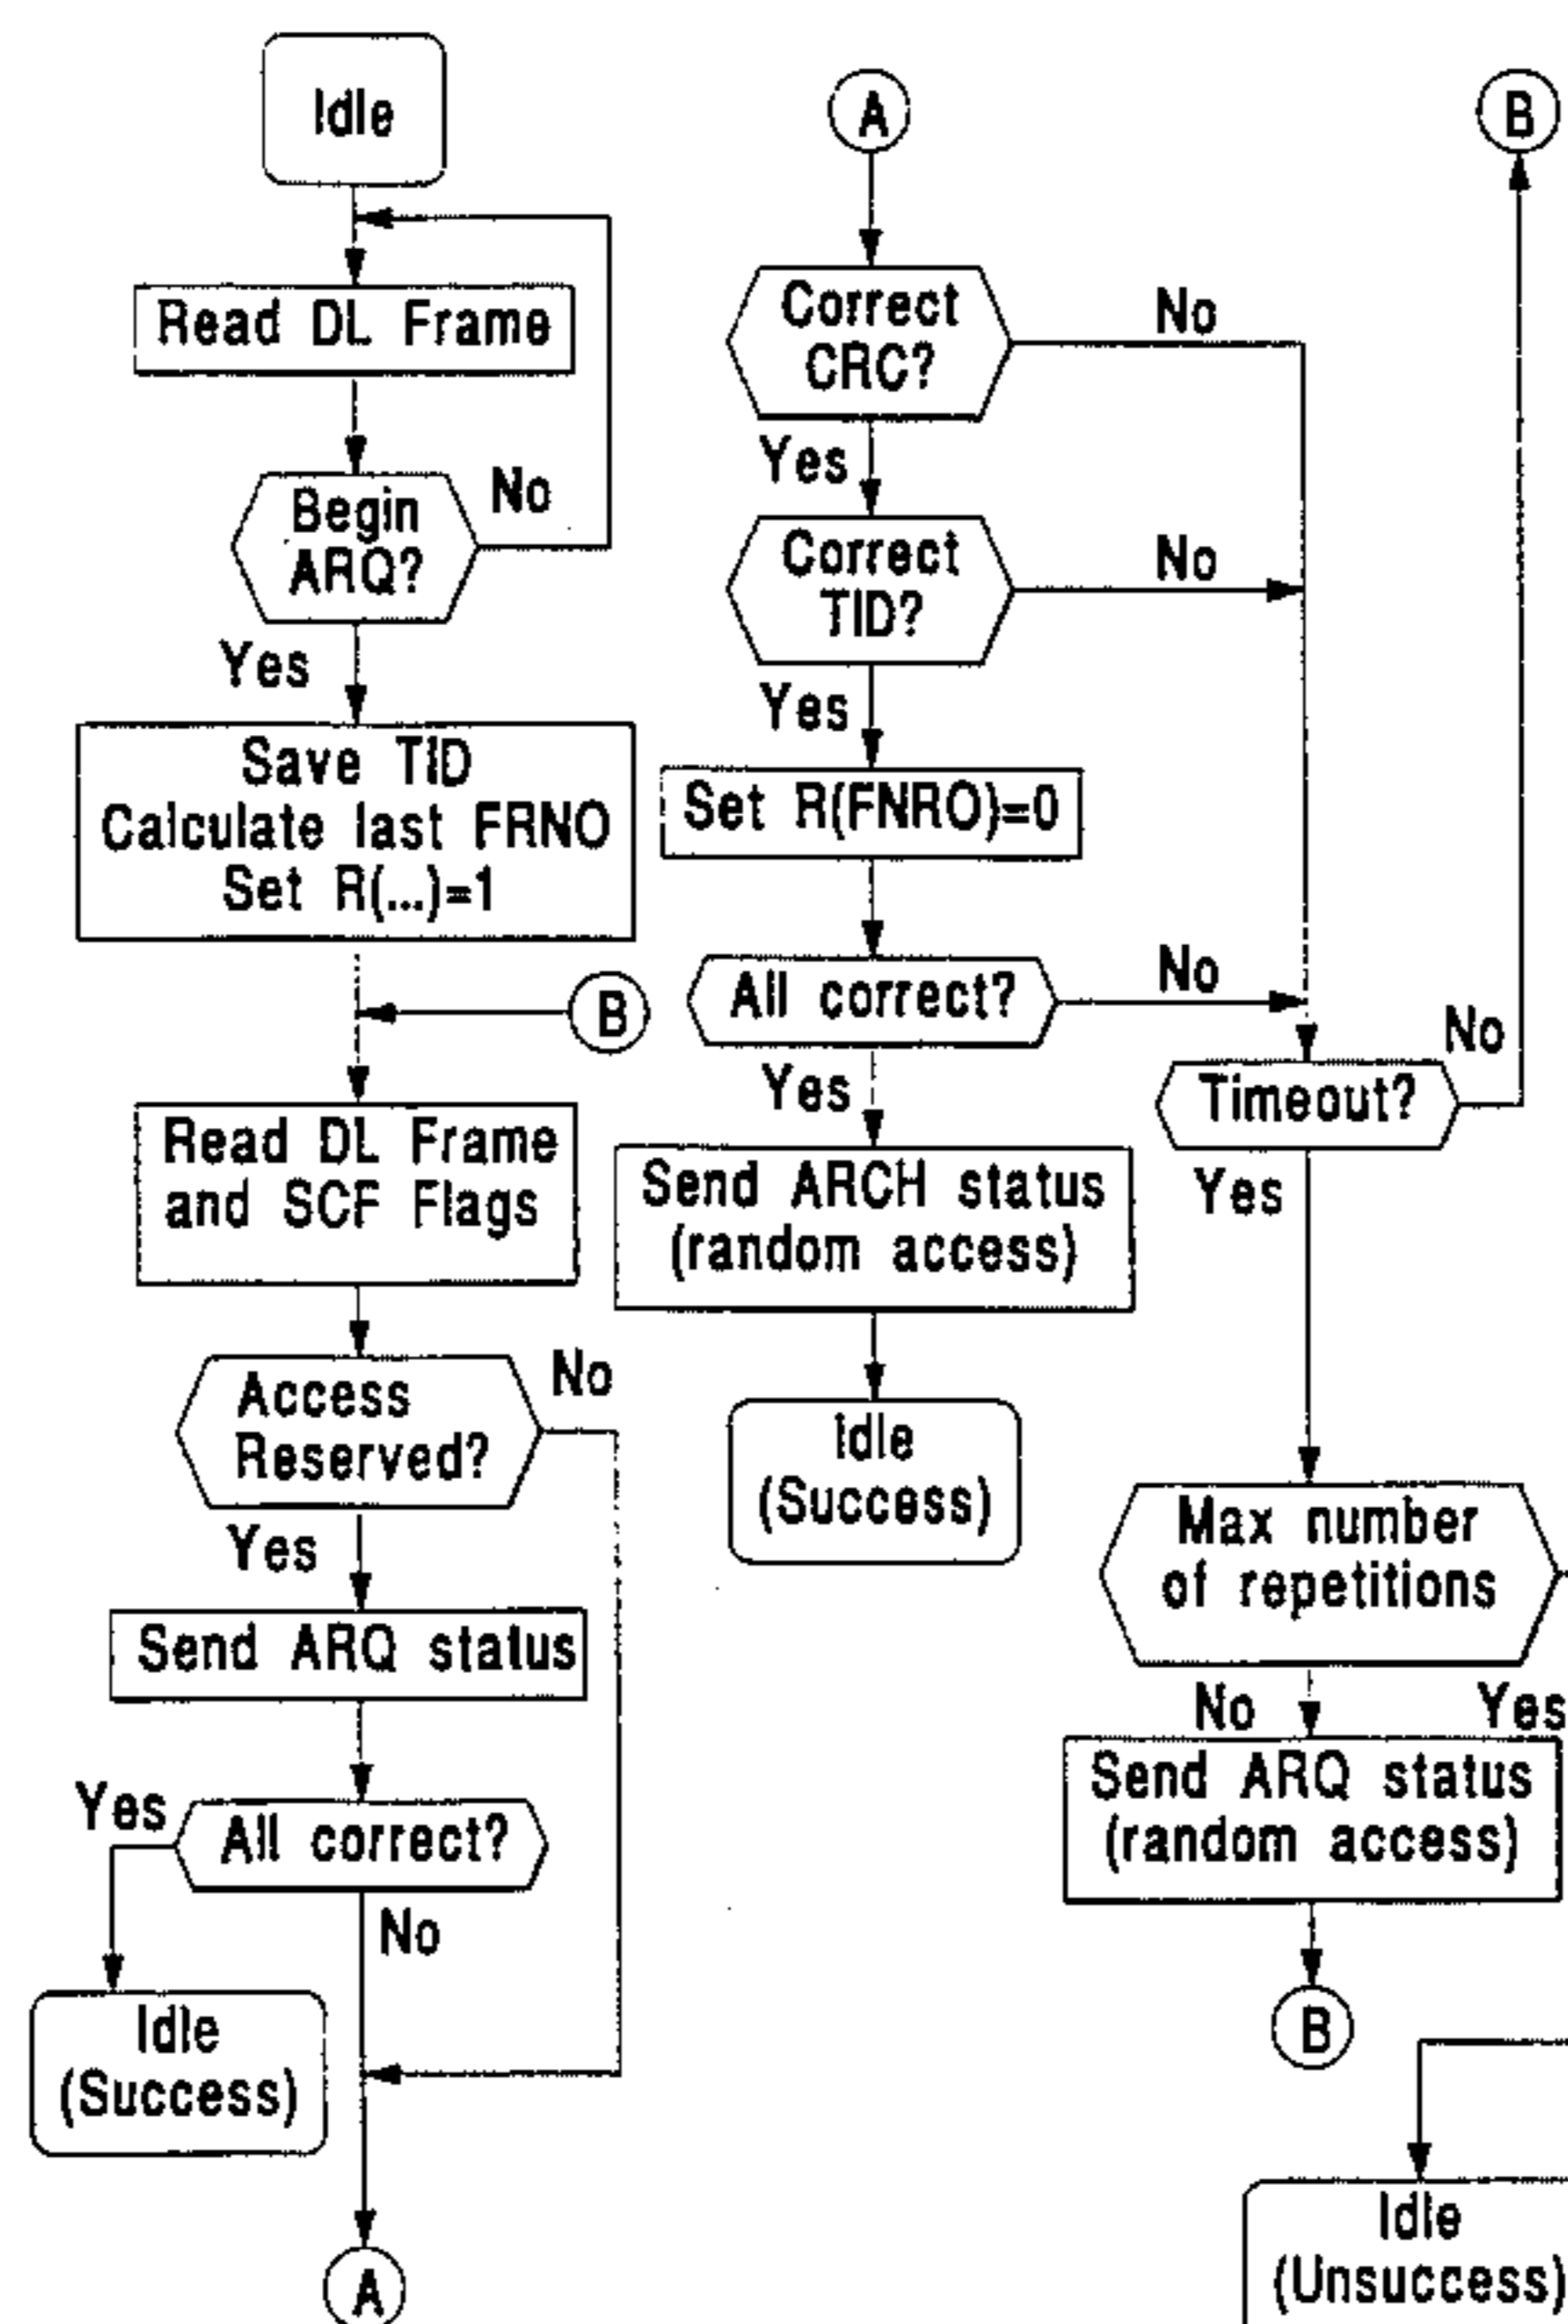 Idle
Read DL Frame
Begin
ARQ?
No
Yes
Save TID
Calculate last FRNO
Set R(...)=1
B
Read DL Frame
and SCF Flags
Access
Reserved?
No
Yes
Send ARQ status
All correct?
Yes
No
Idle
(Success)
A
A
Correct
CRC?
No
Yes
Correct
TID?
No
Yes
Set R(FNRO)=0
All correct?
No
Yes
Send ARCH status
(random access)
Idle
(Success)
B
Timeout?
No
Yes
Max number
of repetitions
No
Yes
Send ARQ status
(random access)
B
Idle
(Unsuccess)